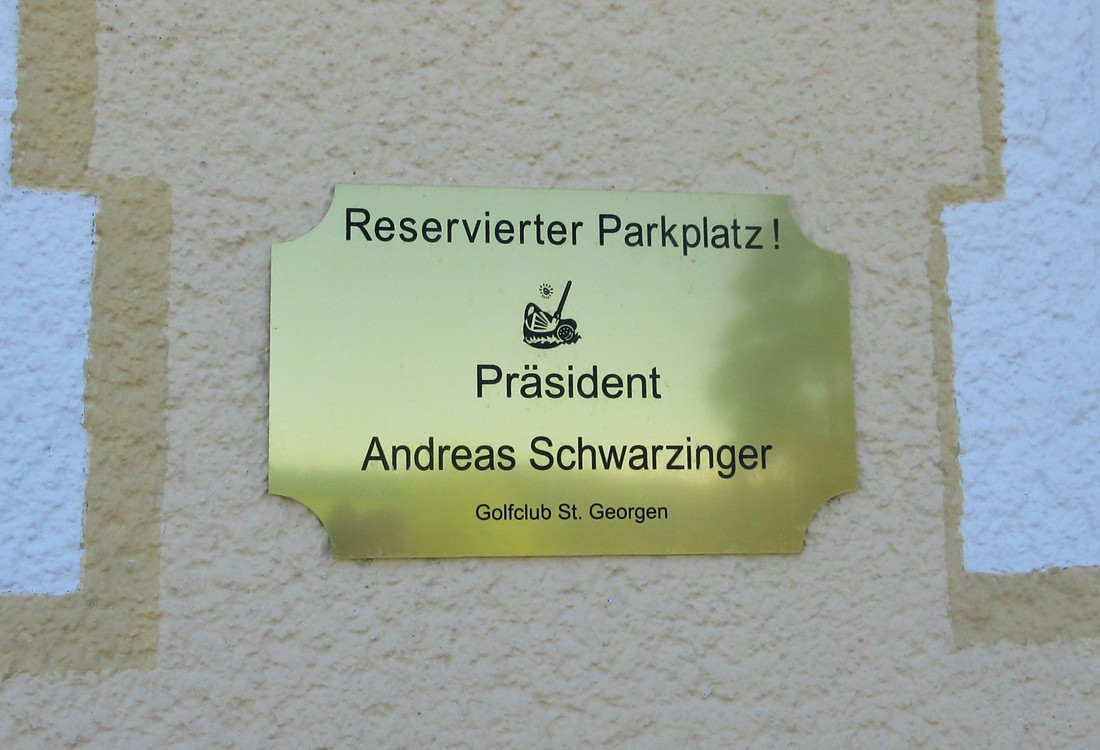 Reservierter Parkplatz!
Präsident
Andreas Schwarzinger
Golfclub St. Georgen